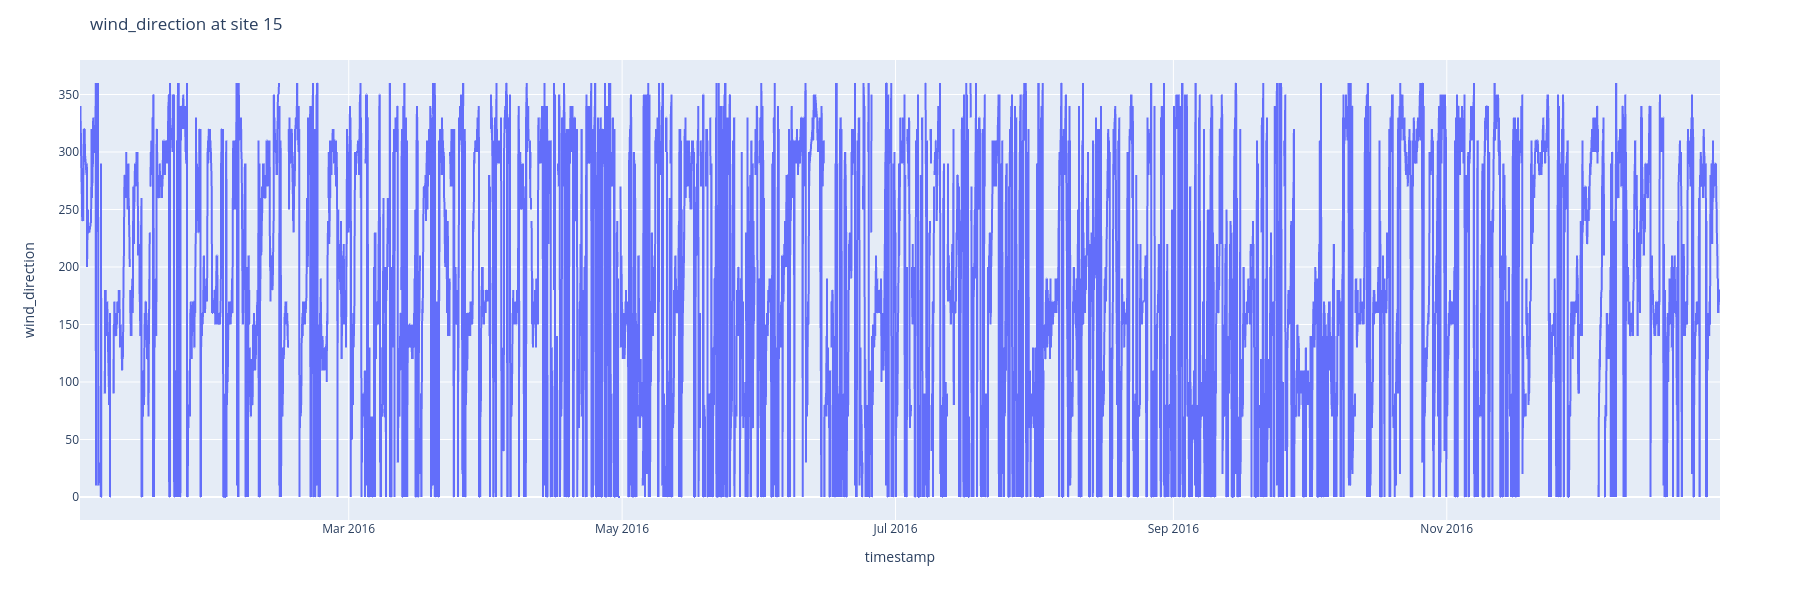 wind_direction at site 15
350
300
250
200
150
100
50
0
wind_direction
Mar 2016
May 2016
Jul 2016
Sep 2016
Nov 2016
timestamp